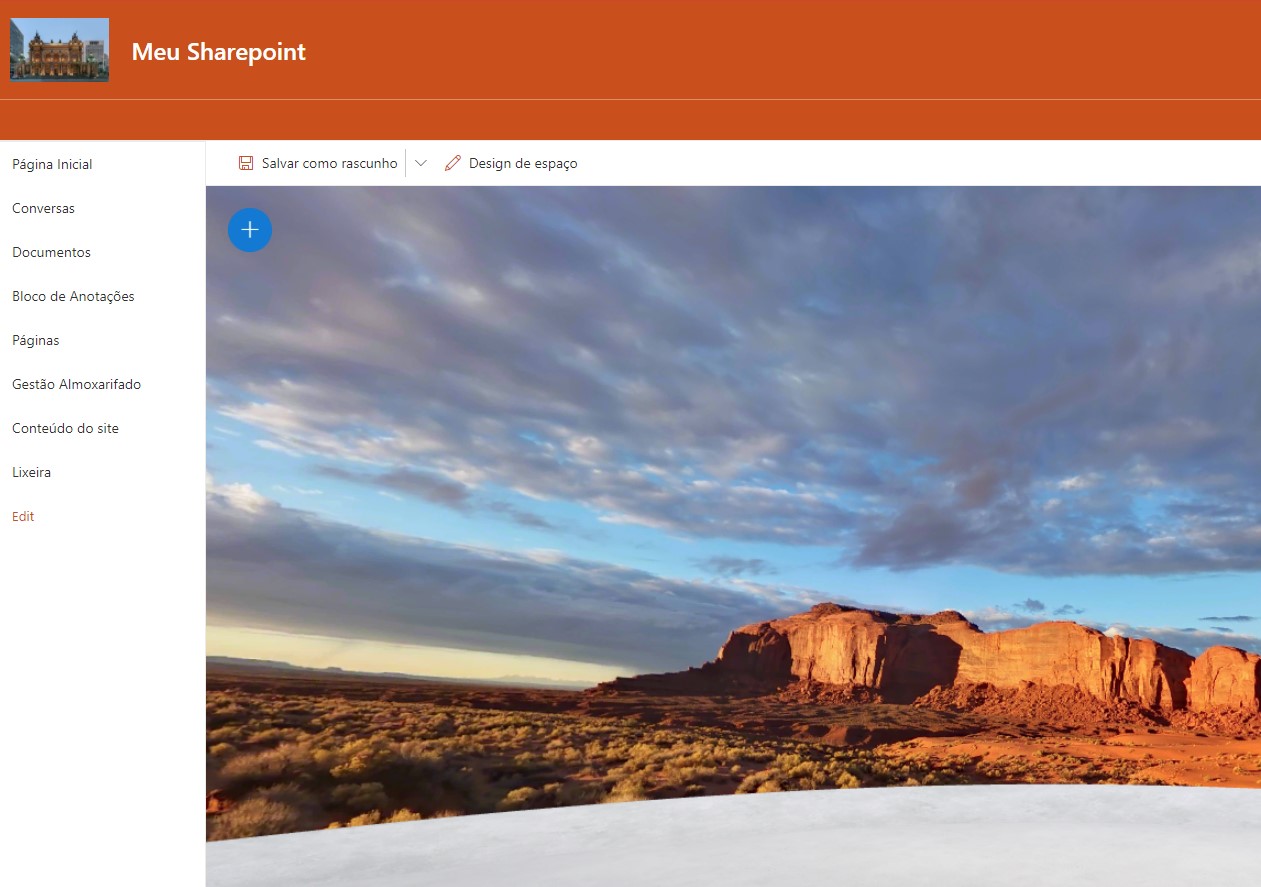 Meu Sharepoint
Salvar como rascunho
Design de espaço
Página Inicial
Conversas
Documentos
Bloco de Anotações
Páginas
Gestão Almoxarifado
Conteúdo do site
Lixeira
Edit